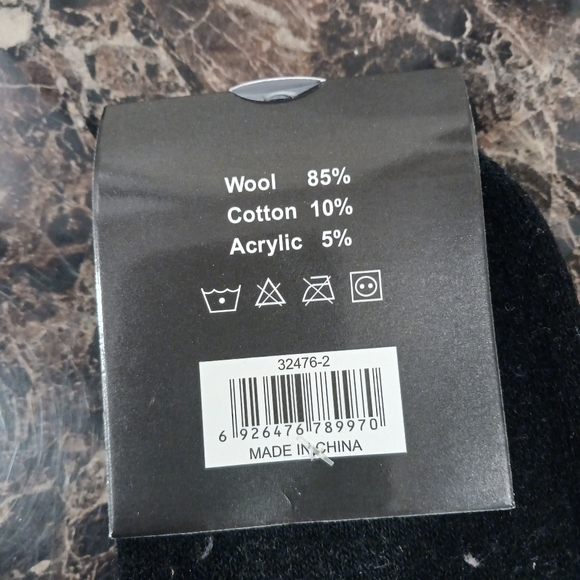 Wool 85%
Cotton 10%
Acrylic 5%
32476-2
6 926476 789970
MADE IN CHINA